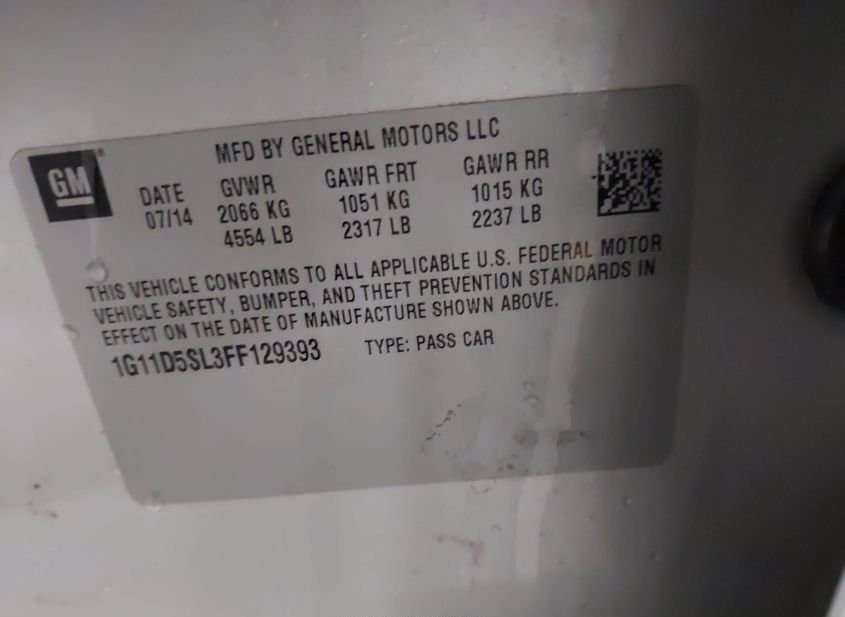 MFD BY GENERAL MOTORS LLC
GM®
DATE GVWR GAWR FRT GAWR RR
07/14 2066 KG 1051 KG 1015 KG
4554 LB 2317 LB 2237 LB
THIS VEHICLE CONFORMS TO ALL APPLICABLE U.S. FEDERAL MOTOR
VEHICLE SAFETY, BUMPER, AND THEFT PREVENTION STANDARDS IN
EFFECT ON THE DATE OF MANUFACTURE SHOWN ABOVE.
1G11D5SL3FF129393 TYPE: PASS CAR